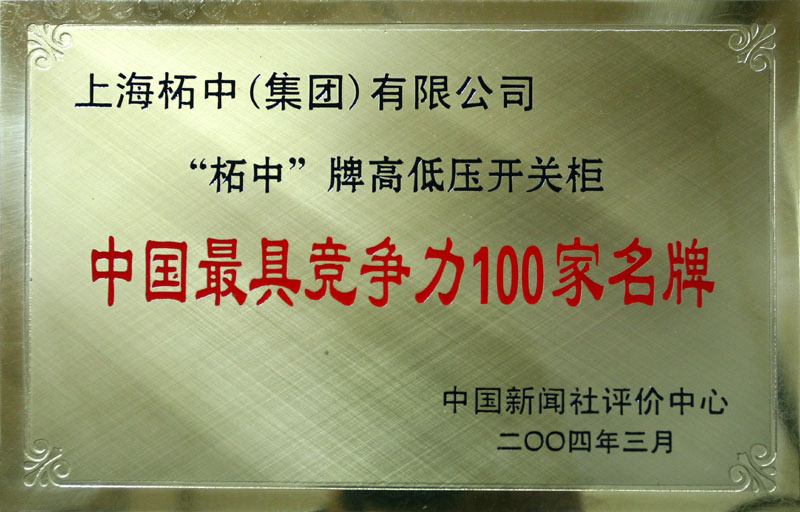 上海柘中(集团)有限公司
“柘中”牌高低压开关柜
中国最具竞争力100家名牌
中国新闻社评价中心
二〇〇四年三月